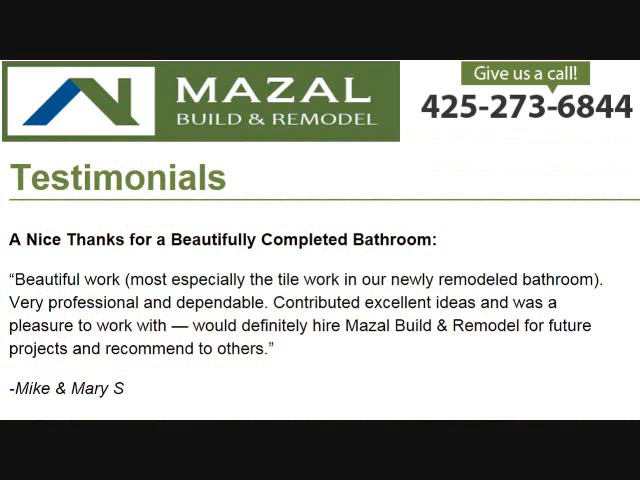 MAZAL
BUILD & REMODEL
Give us a call!
425-273-6844
Testimonials
A Nice Thanks for a Beautifully Completed Bathroom:
“Beautiful work (most especially the tile work in our newly remodeled bathroom).
Very professional and dependable. Contributed excellent ideas and was a
pleasure to work with — would definitely hire Mazal Build & Remodel for future
projects and recommend to others.”
-Mike & Mary S